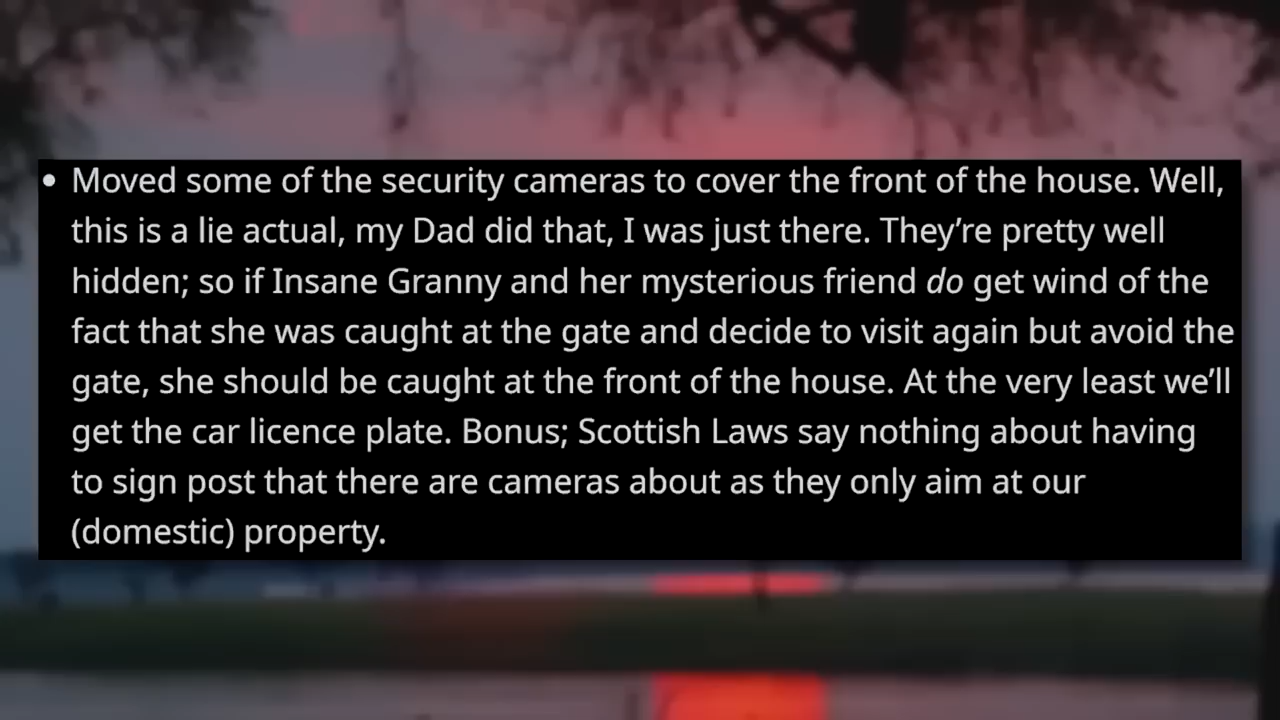 • Moved some of the security cameras to cover the front of the house. Well,
this is a lie actual, my Dad did that, I was just there. They’re pretty well
hidden; so if Insane Granny and her mysterious friend do get wind of the
fact that she was caught at the gate and decide to visit again but avoid the
gate, she should be caught at the front of the house. At the very least we’ll
get the car licence plate. Bonus; Scottish Laws say nothing about having
to sign post that there are cameras about as they only aim at our
(domestic) property.